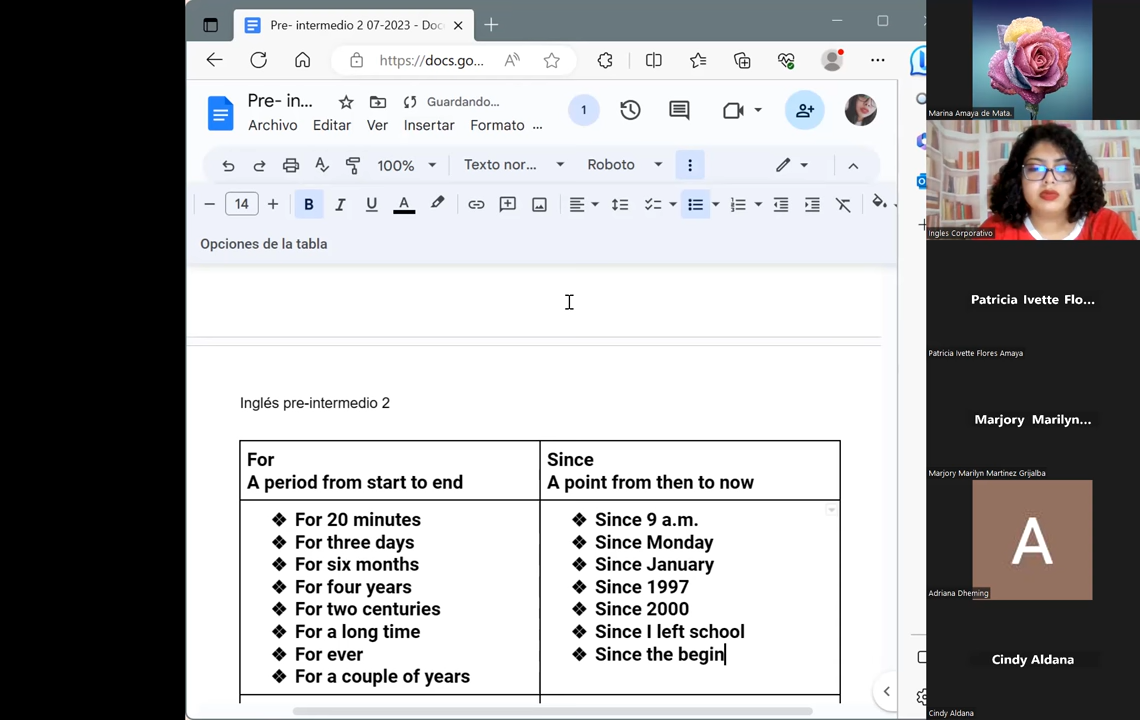 Pre- intermedio 2 07-2023 - Doc
https://docs.go...
Pre- in...
Guardando...
1
Archivo
Editar
Ver
Insertar
Formato
...
100%
Texto nor...
Roboto
14
B
I
U
A
Opciones de la tabla
Inglés pre-intermedio 2
For
A period from start to end
Since
A point from then to now
For 20 minutes
For three days
For six months
For four years
For two centuries
For a long time
For ever
For a couple of years
Since 9 a.m.
Since Monday
Since January
Since 1997
Since 2000
Since I left school
Since the begin
Marina Amaya de Mata.
Ingles Corporativo
Patricia Ivette Flo...
Patricia Ivette Flores Amaya
Marjory Marilyn...
Marjory Marilyn Martinez Grijalba
A
Adriana Dheming
Cindy Aldana
Cindy Aldana